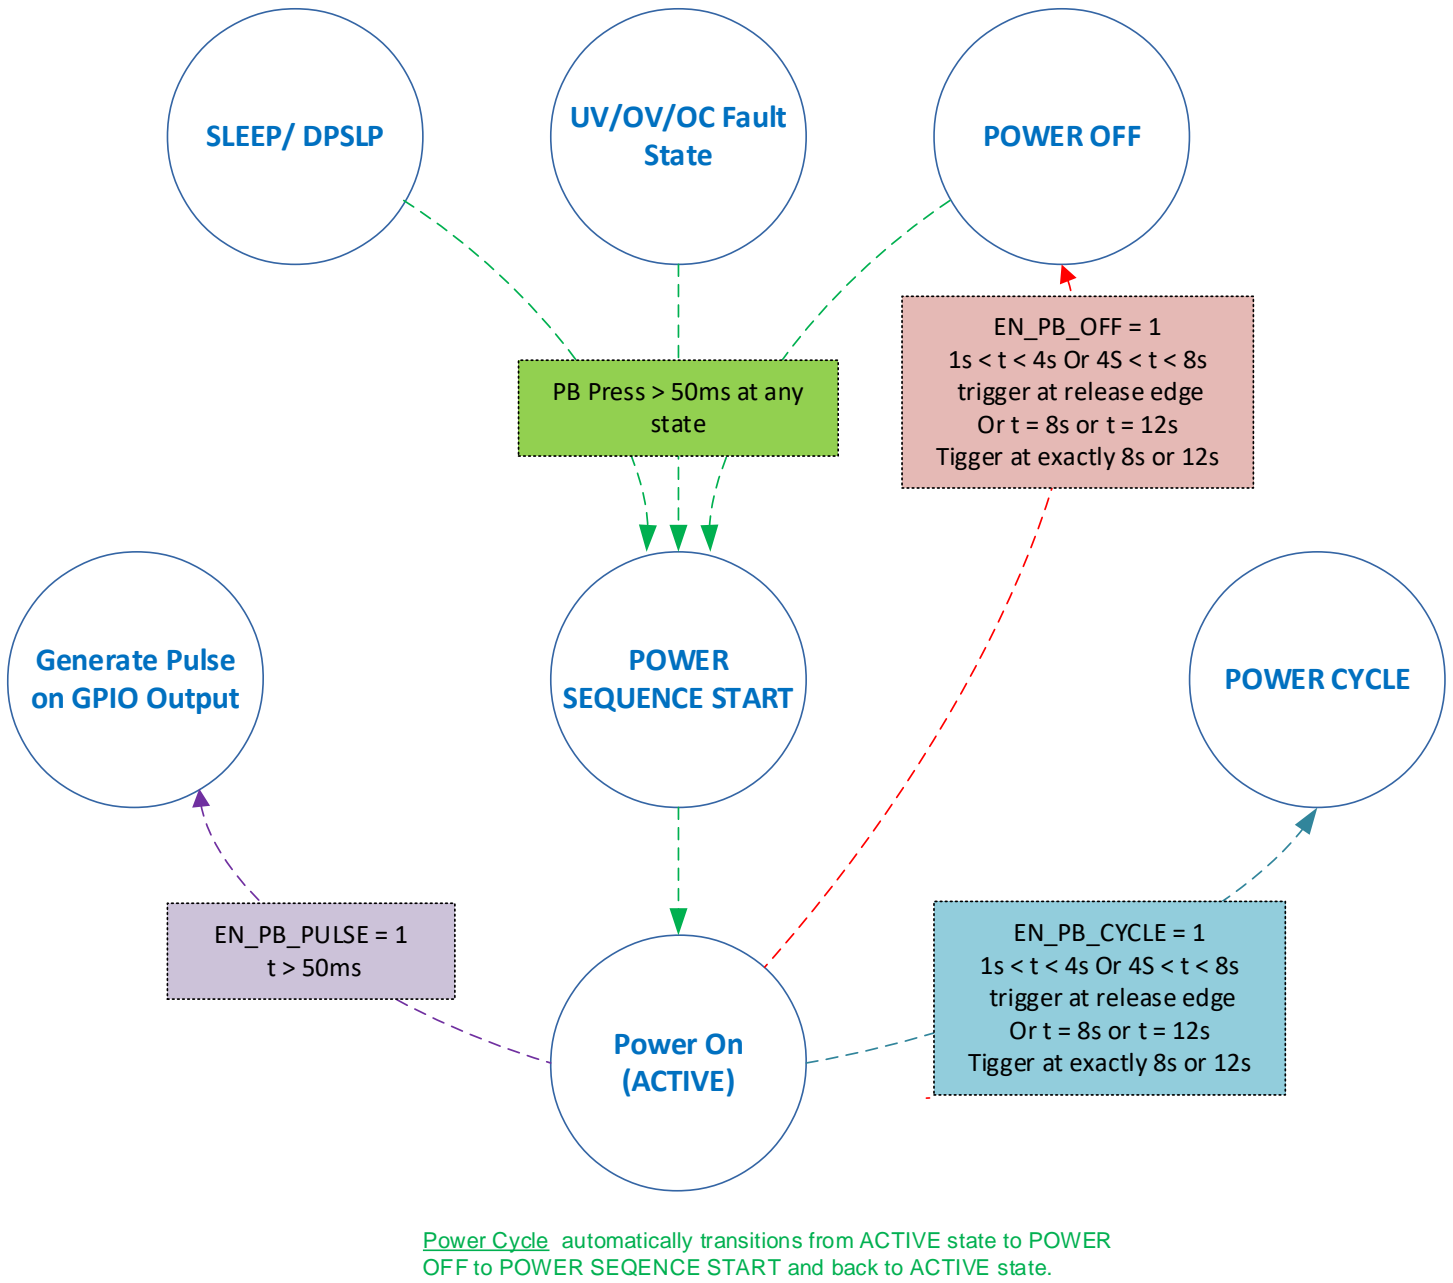 SLEEP/ DPSLP
UV/OV/OC Fault
State
POWER OFF
EN_PB_OFF = 1
1s < t < 4s Or 4S < t < 8s
trigger at release edge
Or t = 8s or t = 12s
Tigger at exactly 8s or 12s
PB Press > 50ms at any
state
Generate Pulse
on GPIO Output
POWER
SEQUENCE START
POWER CYCLE
EN_PB_PULSE = 1
t > 50ms
EN_PB_CYCLE = 1
1s < t < 4s Or 4S < t < 8s
trigger at release edge
Or t = 8s or t = 12s
Tigger at exactly 8s or 12s
Power On
(ACTIVE)
Power Cycle automatically transitions from ACTIVE state to POWER
OFF to POWER SEQENCE START and back to ACTIVE state.